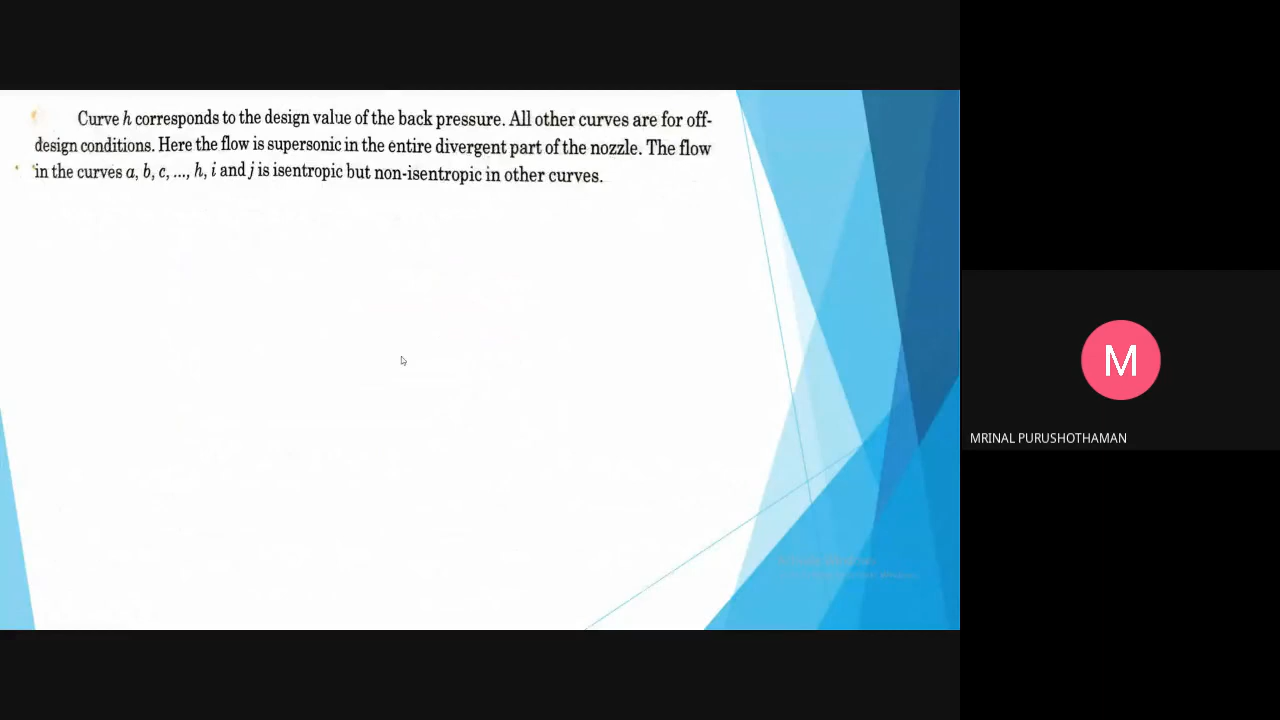 Curve h corresponds to the design value of the back pressure. All other curves are for off-
design conditions. Here the flow is supersonic in the entire divergent part of the nozzle. The flow
in the curves a, b, c, ..., h, i and j is isentropic but non-isentropic in other curves.
M
MRINAL PURUSHOTHAMAN